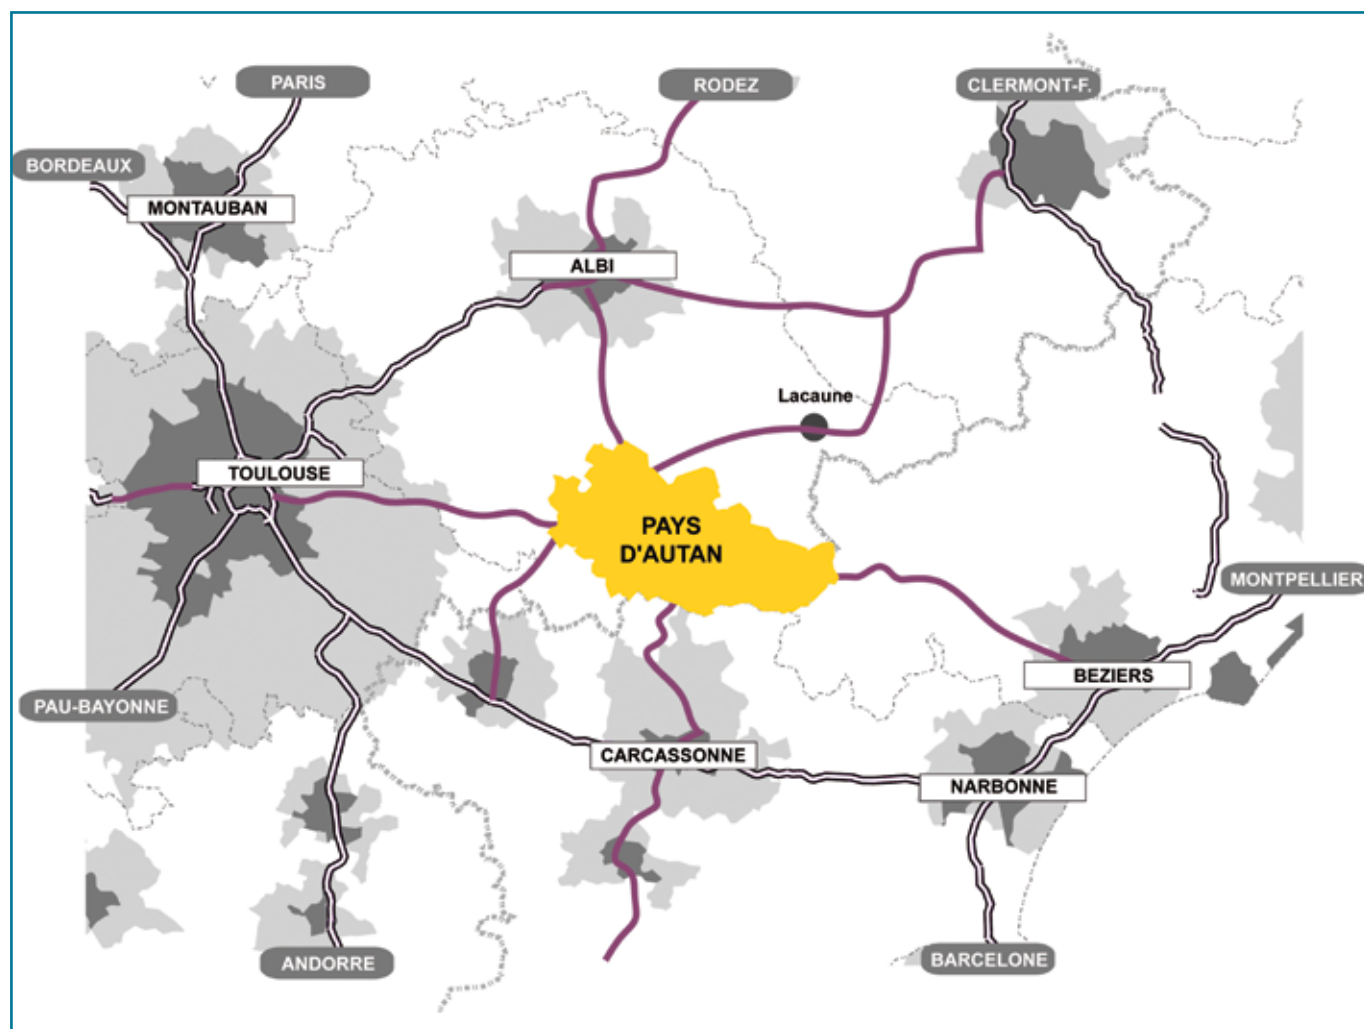 PARIS
RODEZ
CLERMONT-F.
BORDEAUX
MONTAUBAN
ALBI
Lacaune
TOULOUSE
PAYS
D'AUTAN
MONTPELLIER
BEZIERS
PAU-BAYONNE
CARCASSONNE
NARBONNE
ANDORRE
BARCELONE